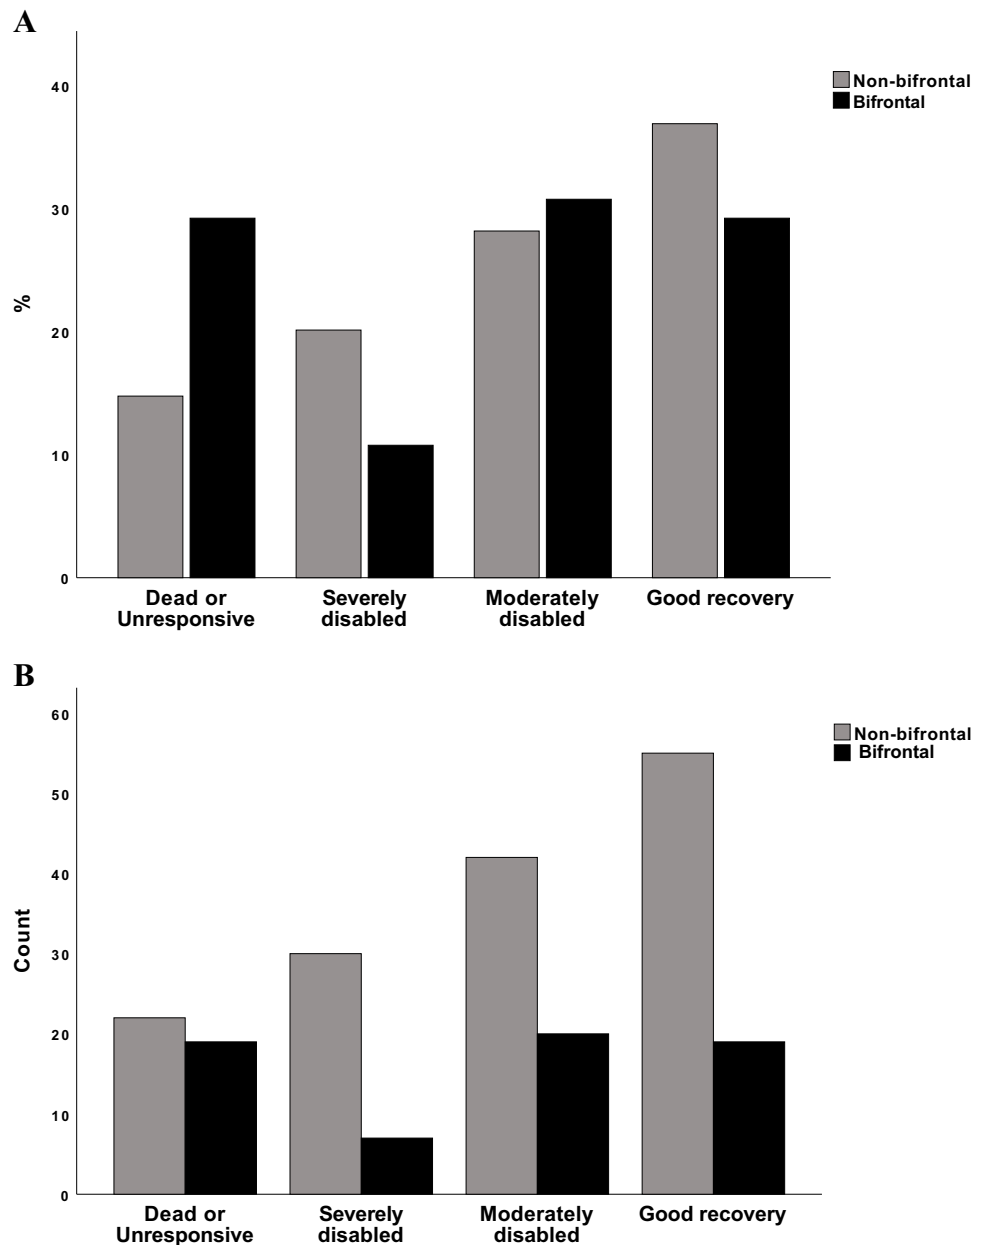 A
40
30
20
10
0
%
Non-bifrontal
Bifrontal
Dead or
Unresponsive
Severely
disabled
Moderately
disabled
Good recovery
B
60
50
40
30
20
10
0
Count
Non-bifrontal
Bifrontal
Dead or
Unresponsive
Severely
disabled
Moderately
disabled
Good recovery